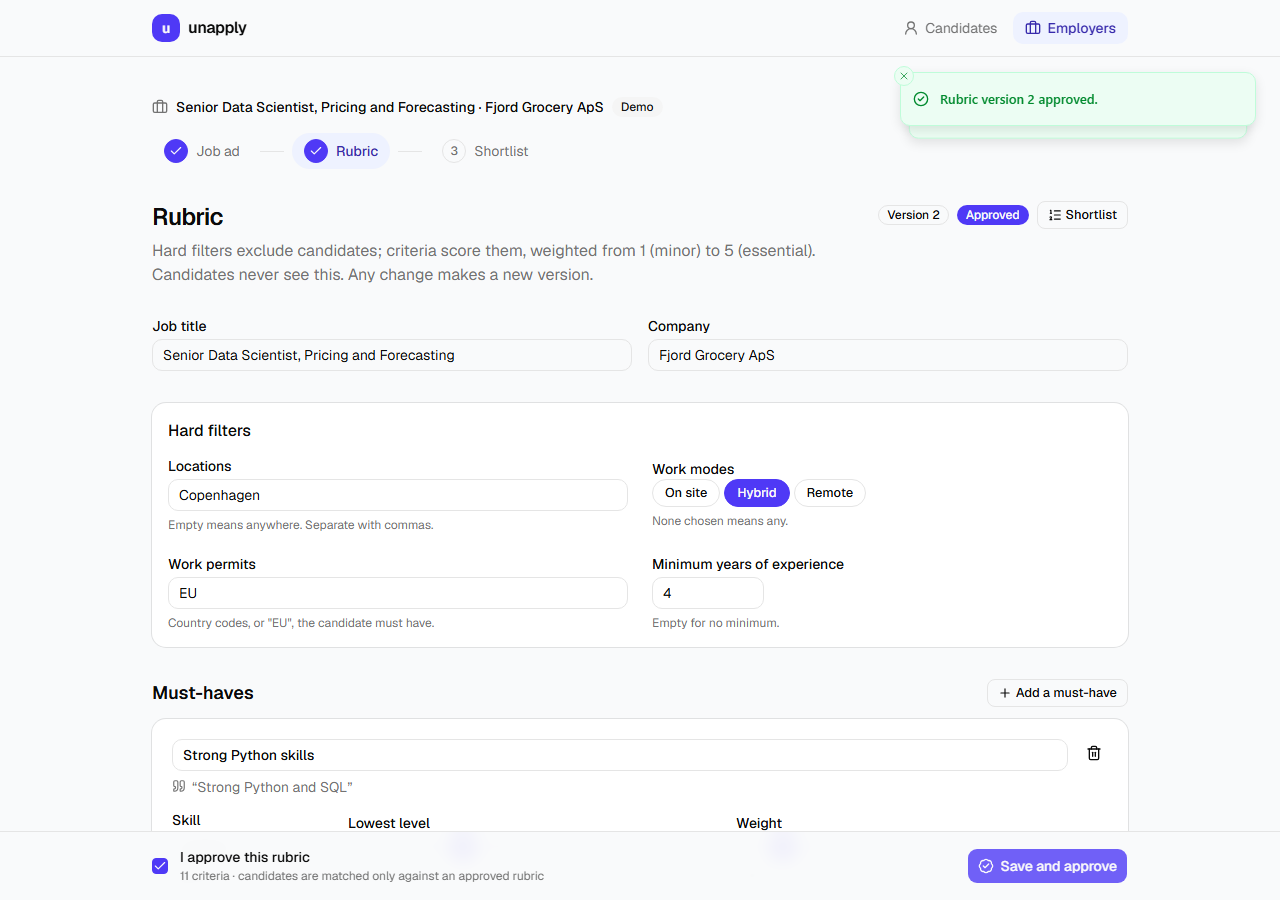 u unapply
Candidates
Employers
Rubric version 2 approved.
Senior Data Scientist, Pricing and Forecasting · Fjord Grocery ApS
Demo
Job ad
Rubric
3 Shortlist
Rubric
Version 2
Approved
Shortlist
Hard filters exclude candidates; criteria score them, weighted from 1 (minor) to 5 (essential).
Candidates never see this. Any change makes a new version.
Job title
Company
Senior Data Scientist, Pricing and Forecasting
Fjord Grocery ApS
Hard filters
Locations
Copenhagen
Empty means anywhere. Separate with commas.
Work modes
On site
Hybrid
Remote
None chosen means any.
Work permits
EU
Country codes, or "EU", the candidate must have.
Minimum years of experience
4
Empty for no minimum.
Must-haves
Add a must-have
Strong Python skills
“Strong Python and SQL”
Skill
Lowest level
Weight
I approve this rubric
11 criteria · candidates are matched only against an approved rubric
Save and approve